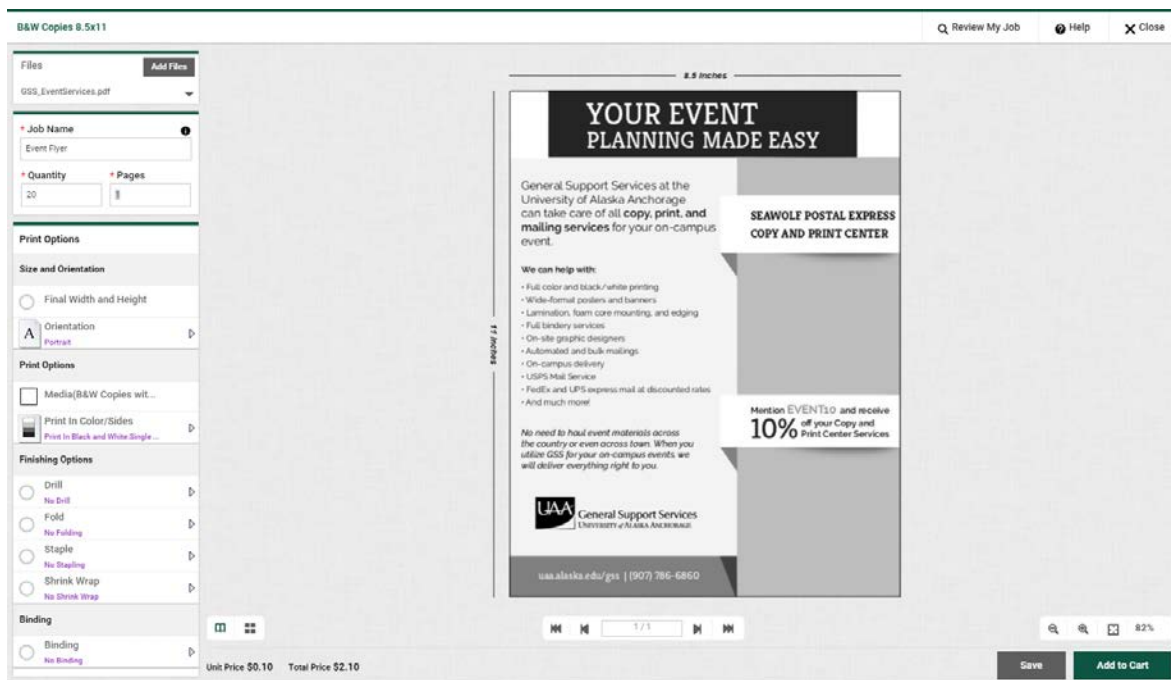 B&W Copies 8.5x11
Review My Job
Help
Close
Files
Add Files
GSS_EventServices.pdf
* Job Name
Event Flyer
* Quantity
* Pages
20
1
Print Options
Size and Orientation
Final Width and Height
A
Orientation
Portrait
Print Options
Media(B&W Copies wit...
Print In Color/Sides
Print In Black and White:Single ...
Finishing Options
Drill
No Drill
Fold
No Folding
Staple
No Stapling
Shrink Wrap
No Shrink Wrap
Binding
Binding
No Binding
8.5 Inches
11 Inches
YOUR EVENT
PLANNING MADE EASY
General Support Services at the
University of Alaska Anchorage
can take care of all copy, print, and
mailing services for your on-campus
event.
We can help with:
• Full color and black/white printing
• Wide-format posters and banners
• Lamination, foam core mounting, and edging
• Full bindery services
• On-site graphic designers
• Automated and bulk mailings
• On-campus delivery
• USPS Mail Service
• FedEx and UPS express mail at discounted rates
• And much more!
No need to haul event materials across
the country or even across town. When you
utilize GSS for your on-campus events, we
will deliver everything right to you.
UAA
General Support Services
UNIVERSITY of ALASKA ANCHORAGE
uaa.alaska.edu/gss | (907) 786-6860
SEAWOLF POSTAL EXPRESS
COPY AND PRINT CENTER
Mention EVENT10 and receive
10% off your Copy and
Print Center Services
1 / 1
82%
Unit Price $0.10 Total Price $2.10
Save
Add to Cart